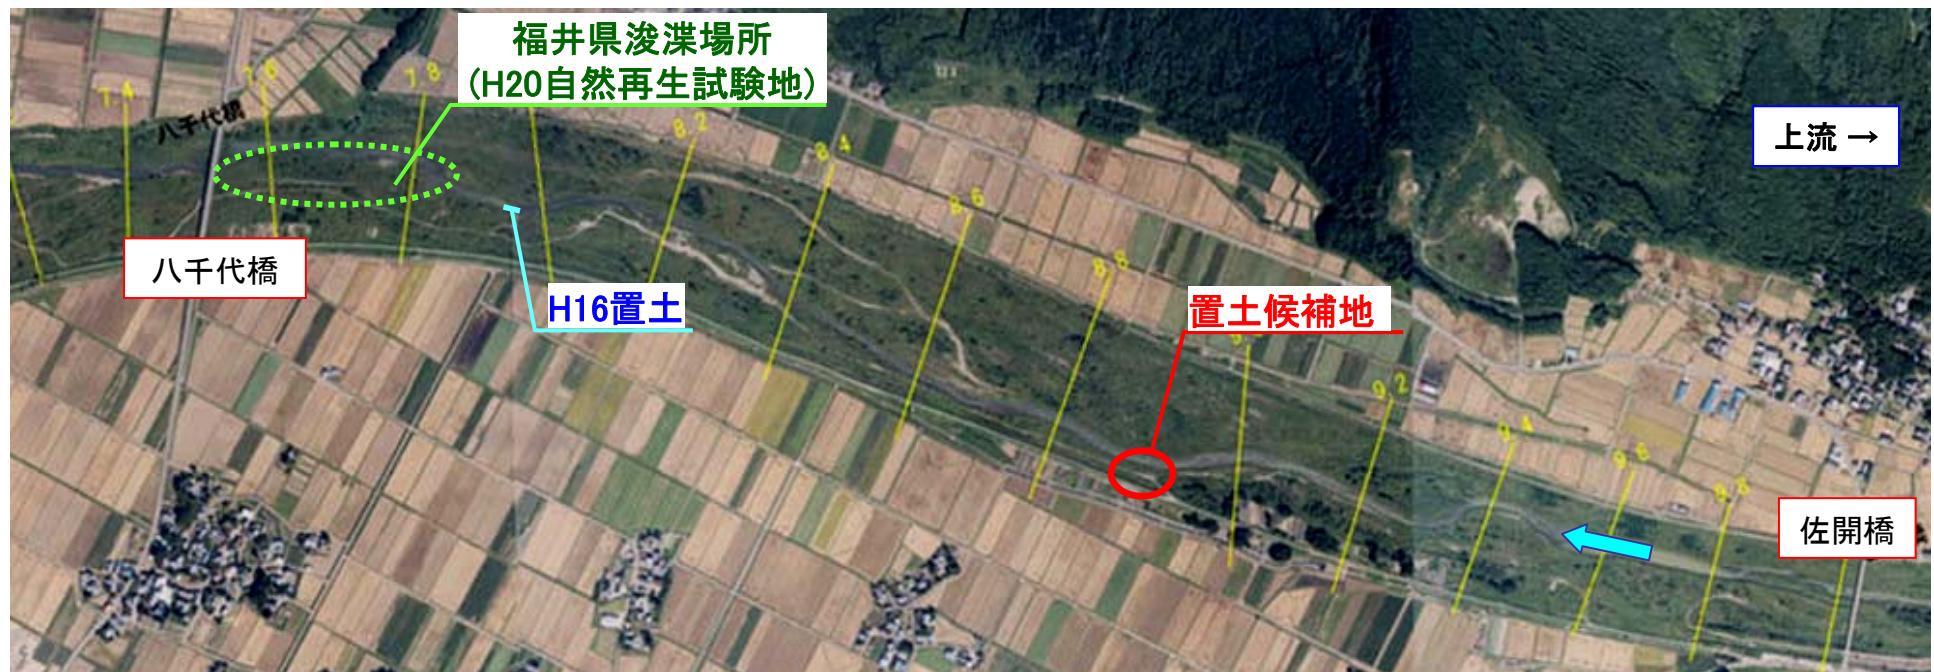 福井県浚渫場所
(H20自然再生試験地)
7.4
7.6
7.8
八千代橋
8.2
8.4
8.6
8.8
上流 →
八千代橋
H16置土
置土候補地
9.2
9.4
9.6
9.8
佐開橋